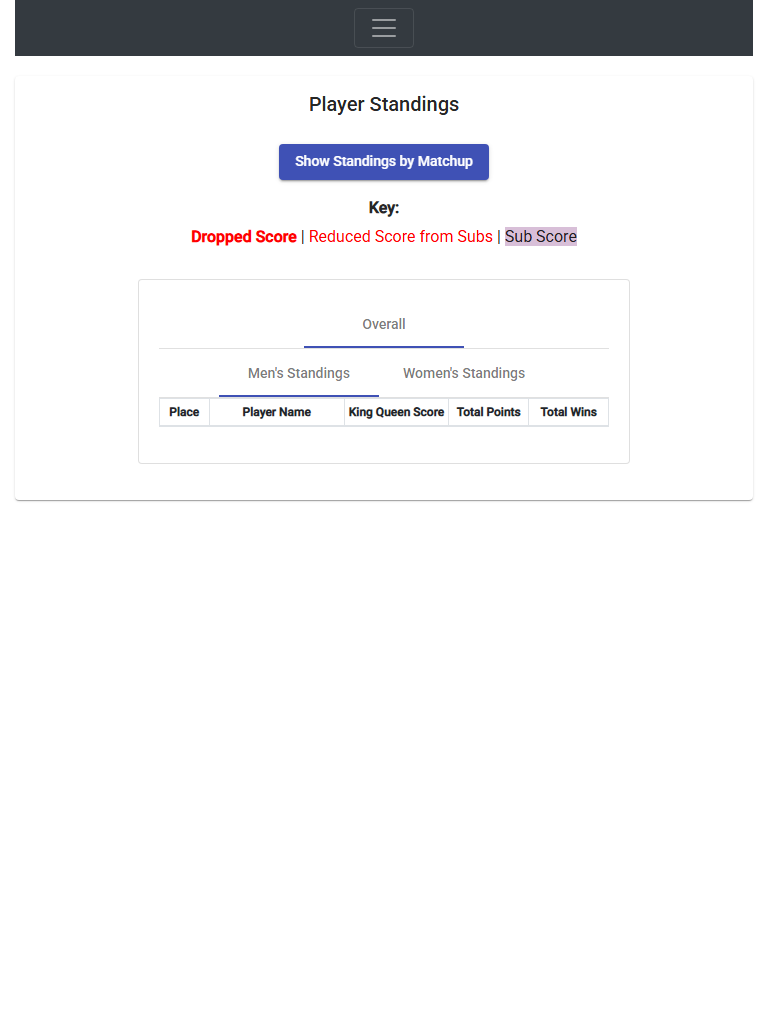 Player Standings
Show Standings by Matchup
Key:
Dropped Score | Reduced Score from Subs | Sub Score
Overall
Men's Standings Women's Standings
Place Player Name King Queen Score Total Points Total Wins